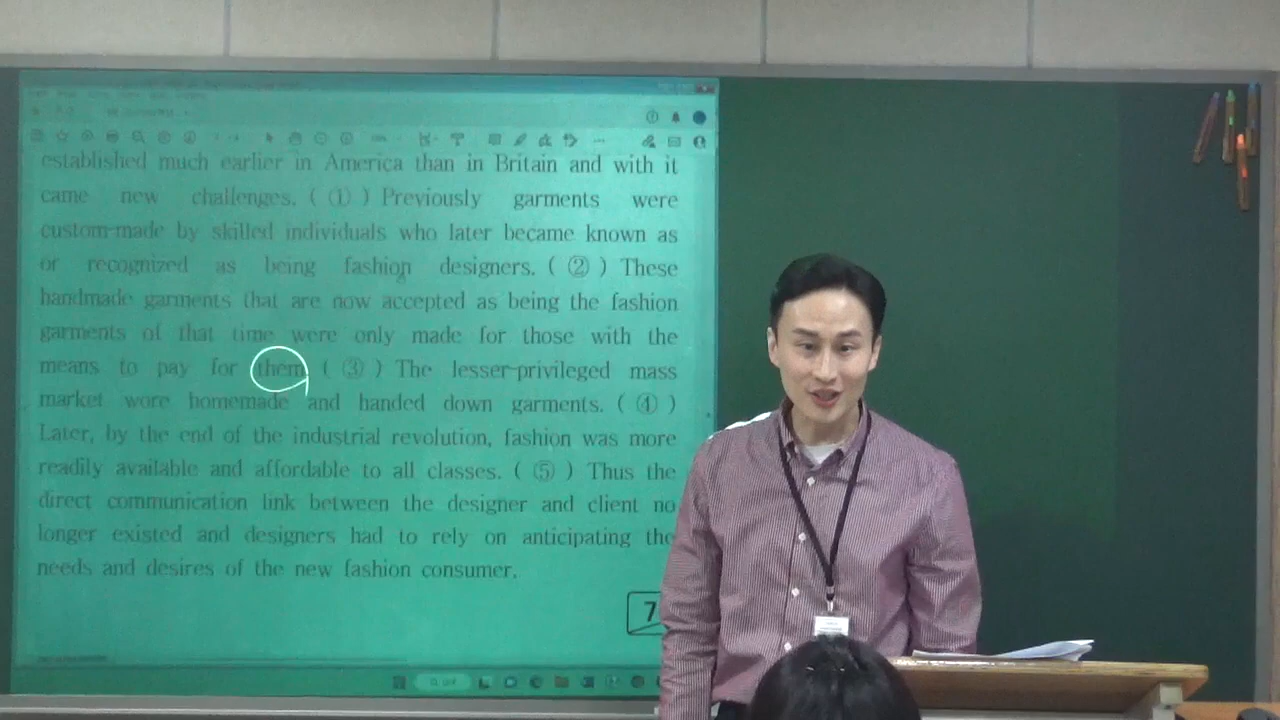 established much earlier in America than in Britain and with it
came new challenges. ( ① ) Previously garments were
custom-made by skilled individuals who later became known as
or recognized as being fashion designers. ( ② ) These
handmade garments that are now accepted as being the fashion
garments of that time were only made for those with the
means to pay for them. ( ③ ) The lesser-privileged mass
market wore homemade and handed down garments. ( ④ )
Later, by the end of the industrial revolution, fashion was more
readily available and affordable to all classes. ( ⑤ ) Thus the
direct communication link between the designer and client no
longer existed and designers had to rely on anticipating the
needs and desires of the new fashion consumer.
7